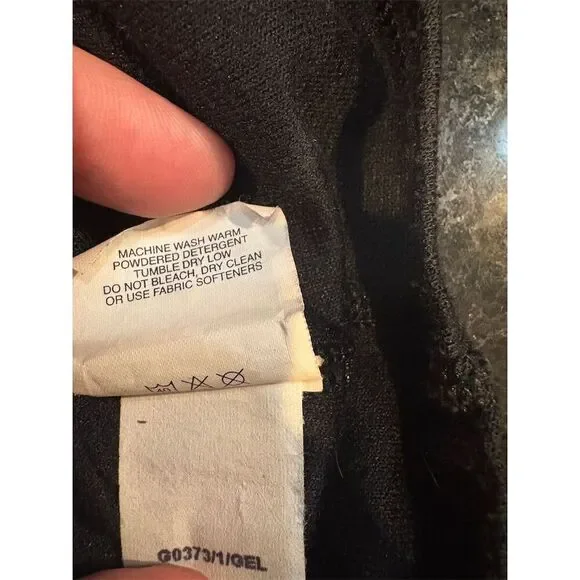 MACHINE WASH WARM
POWDERED DETERGENT
TUMBLE DRY LOW
DO NOT BLEACH, DRY CLEAN
OR USE FABRIC SOFTENERS
40
G0373/1/GEL